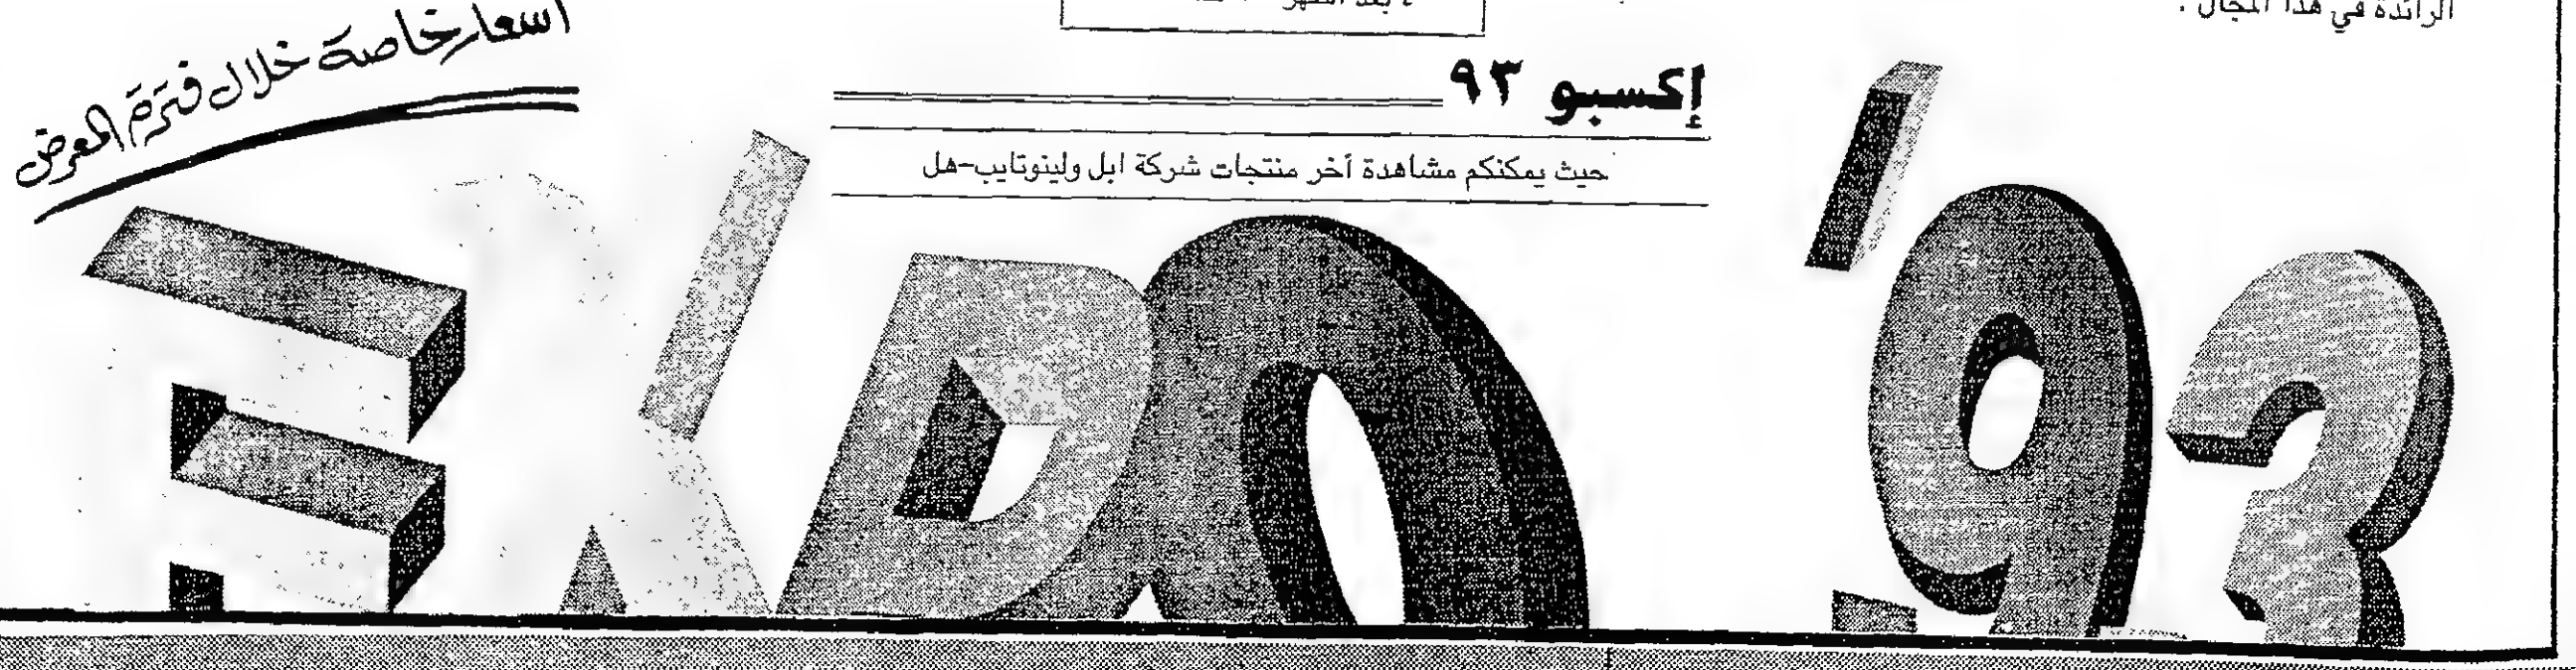 الرائدة في هذا المجال .
أسعار خاصة خلال فترة المعرض
إكسبو ٩٣
حيث يمكنكم مشاهدة أخر منتجات شركة ابل ولينوتايب-هل
EXPO '93